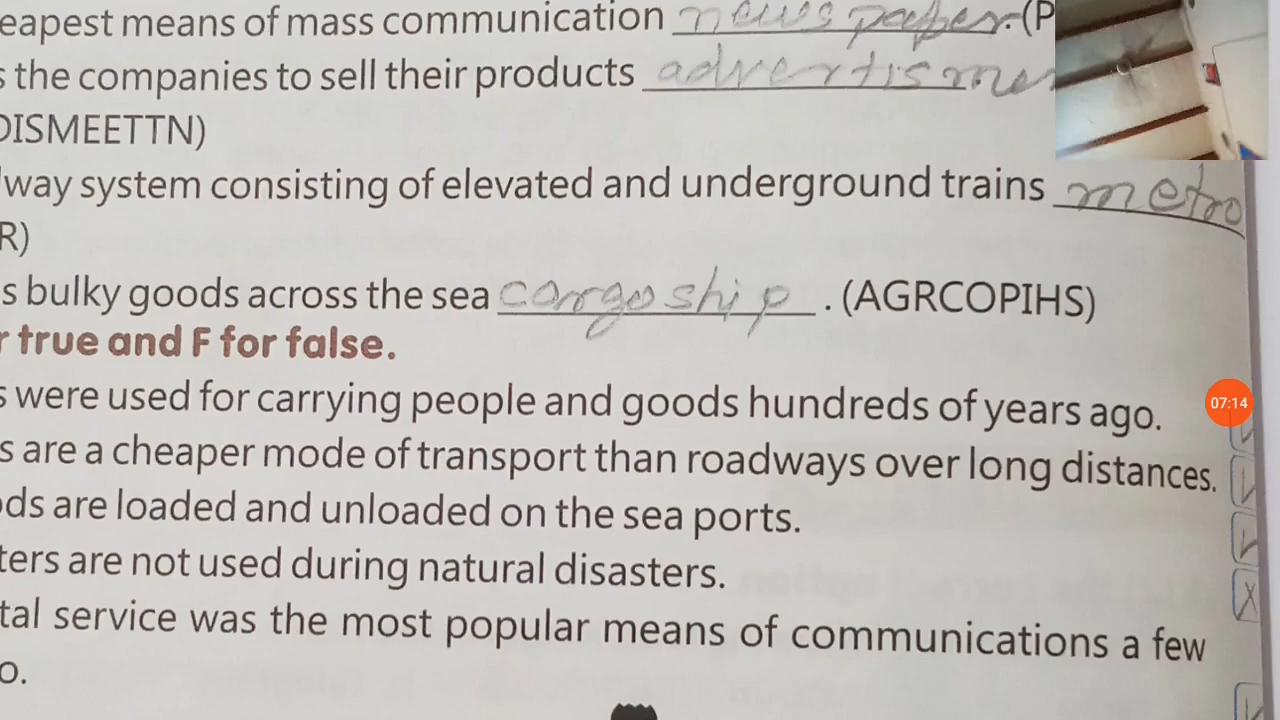 eapest means of mass communication news paper. (P
s the companies to sell their products advertisme
DISMEETTN)
way system consisting of elevated and underground trains metro
R)
s bulky goods across the sea cargo ship. (AGRCOPIHS)
r true and F for false.
s were used for carrying people and goods hundreds of years ago.
07:14
s are a cheaper mode of transport than roadways over long distances.
ods are loaded and unloaded on the sea ports.
ters are not used during natural disasters.
tal service was the most popular means of communications a few
o.